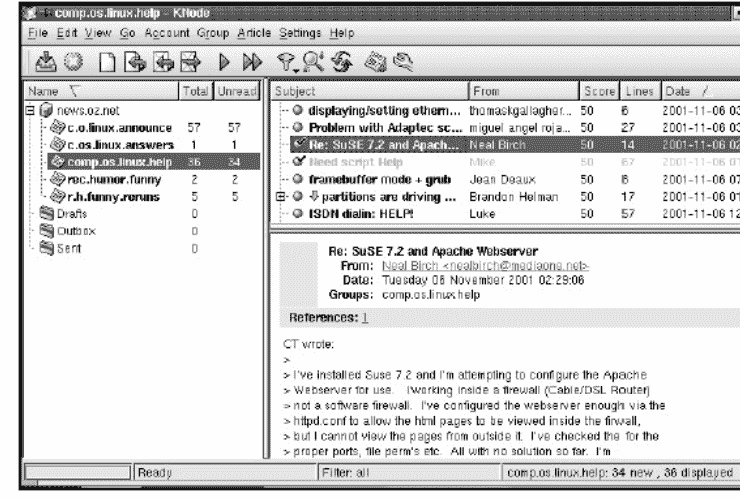 comp.os.linux.help - KNode
File Edit View Go Account Group Article Settings Help
Name Total Unread
news.oz.net
c.o.linux.announce 57 57
c.os.linux.answers 1 1
comp.os.linux.help 36 34
rec.humor.funny 2 2
r.h.funny.reruns 5 5
Drafts 0
Outbox 0
Sent 0
Subject From Score Lines Date
displaying/setting ethern... thomaskgallagher... 50 6 2001-11-06 03
Problem with Adaptec sc... miguel angel roja... 50 27 2001-11-06 03
Re: SuSE 7.2 and Apach... Neal Birch 50 14 2001-11-06 02
Need script Help Mike 50 67 2001-11-06 01
framebuffer mode + grub Jean Deaux 50 6 2001-11-06 07
partitions are driving ... Brandon Helman 50 17 2001-11-06 01
ISDN dialin: HELP! Luke 50 57 2001-11-06 12
Re: SuSE 7.2 and Apache Webserver
From: Neal Birch <nealbirch@mediaone.net>
Date: Tuesday 06 November 2001 02:29:06
Groups: comp.os.linux.help
References: 1
CT wrote:
>
> I've installed Suse 7.2 and I'm attempting to configure the Apache
> Webserver for use. I'working inside a firewall (Cable/DSL Router)
> not a software firewall. I've configured the webserver enough via the
> httpd.conf to allow the html pages to be viewed inside the firwall,
> but I cannot view the pages from outside it. I've checked the for the
> proper ports, file perm's etc. All with no solution so far. I'm
Ready Filter: all comp.os.linux.help: 34 new , 36 displayed